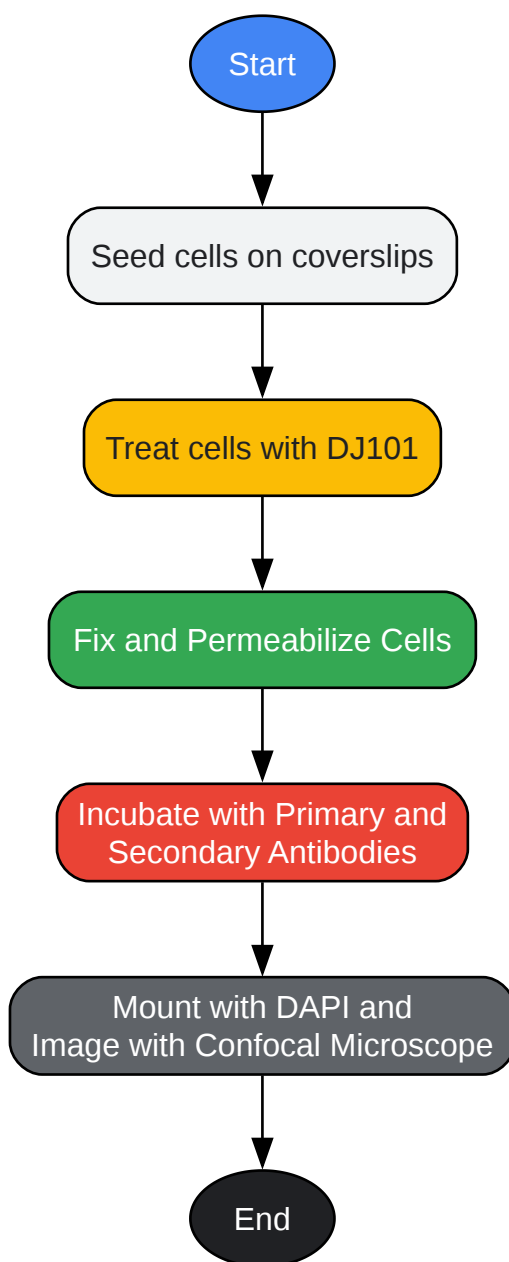 Start
Seed cells on coverslips
Treat cells with DJ101
Fix and Permeabilize Cells
Incubate with Primary and
Secondary Antibodies
Mount with DAPI and
Image with Confocal Microscope
End